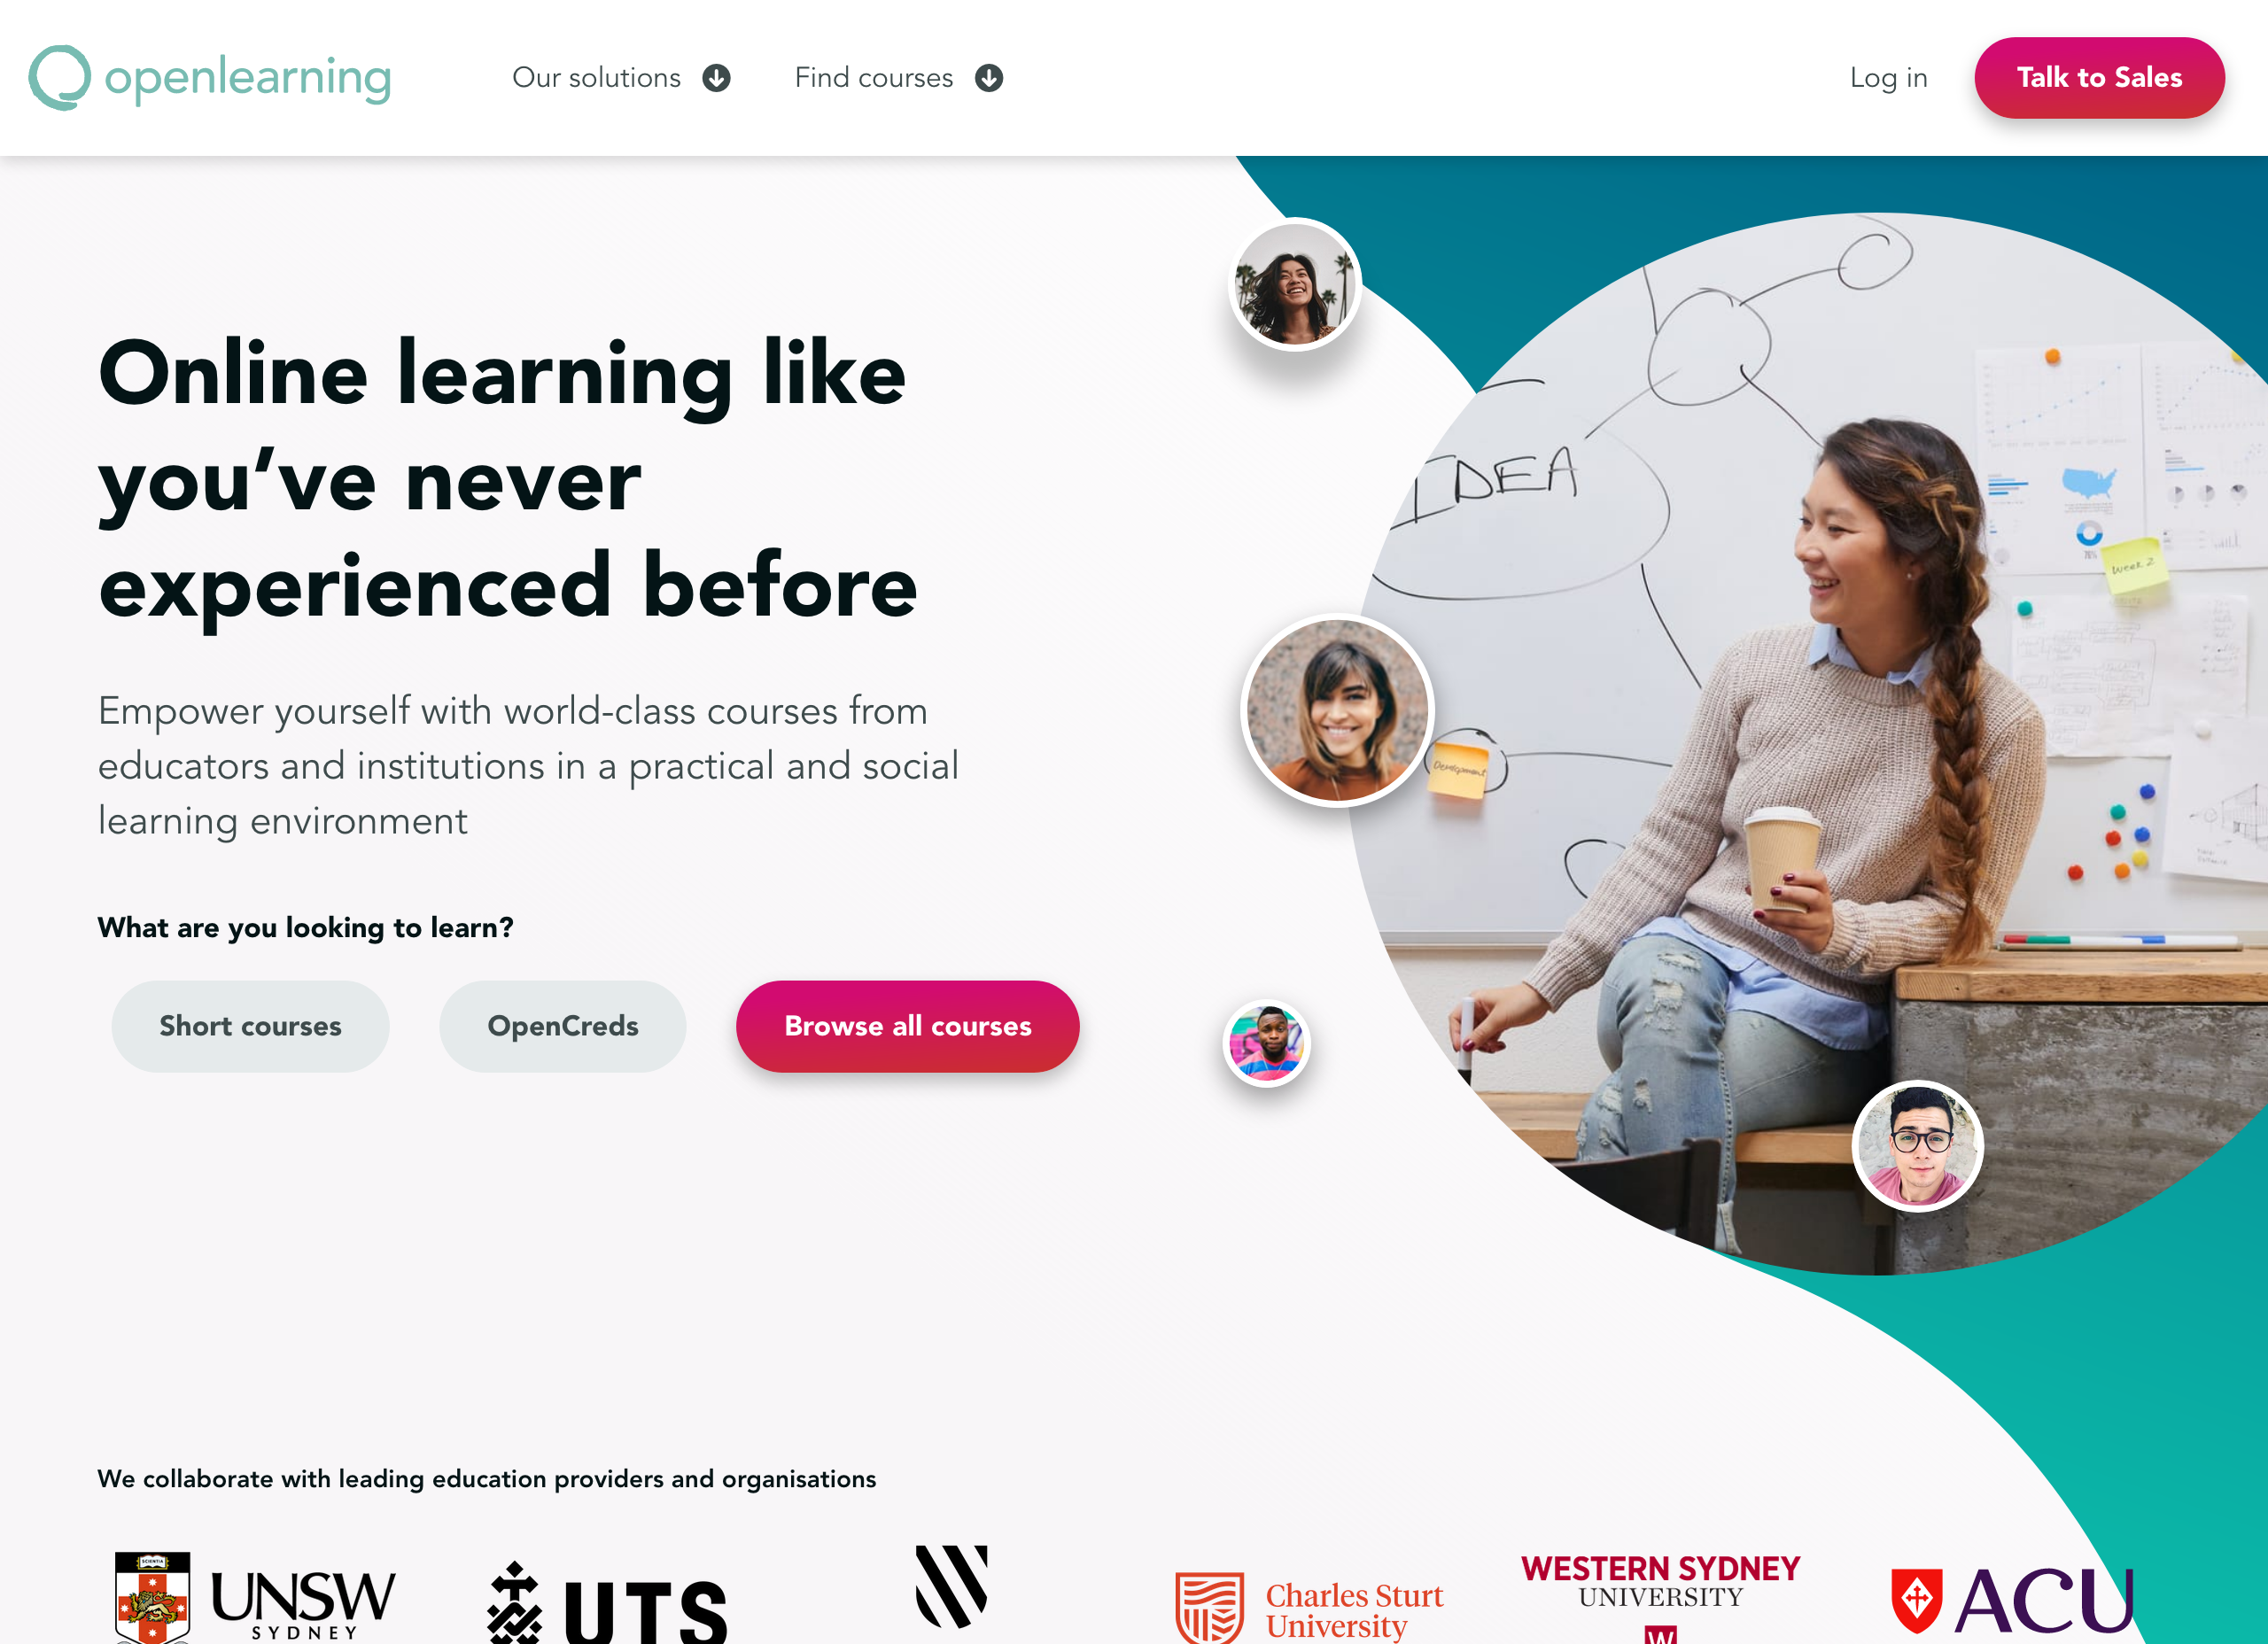 openlearning
Our solutions
Find courses
Log in
Talk to Sales
Online learning like
you've never
experienced before
Empower yourself with world-class courses from
educators and institutions in a practical and social
learning environment
What are you looking to learn?
Short courses
OpenCreds
Browse all courses
IDEA
Week 2
Development
We collaborate with leading education providers and organisations
SCIENTIA
UNSW
SYDNEY
UTS
Charles Sturt
University
WESTERN SYDNEY
UNIVERSITY
W
ACU